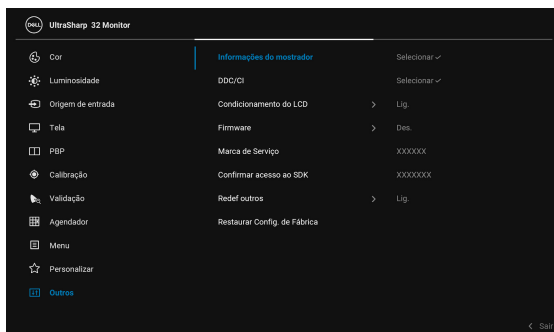 DELL UltraSharp 32 Monitor
Cor Informações do mostrador Selecionar
Luminosidade DDC/CI Selecionar
Origem de entrada Condicionamento do LCD > Lig.
Tela Firmware > Des.
PBP Marca de Serviço XXXXXX
Calibração Confirmar acesso ao SDK XXXXXXX
Validação Redef outros > Lig.
Agendador Restaurar Config. de Fábrica
Menu
Personalizar
Outros
< Sair